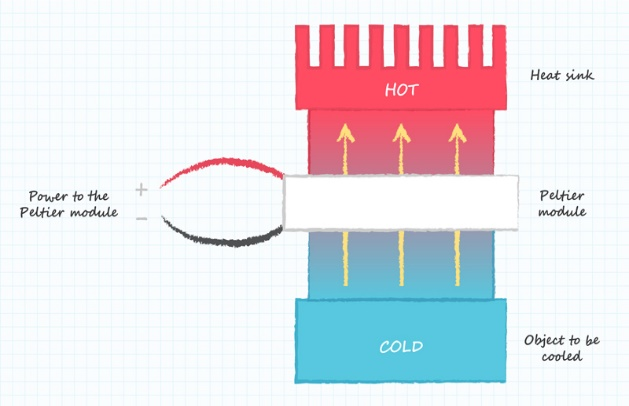 HOT
Heat sink
Power to the
Peltier module
+
−
Peltier
module
COLD
Object to be
cooled